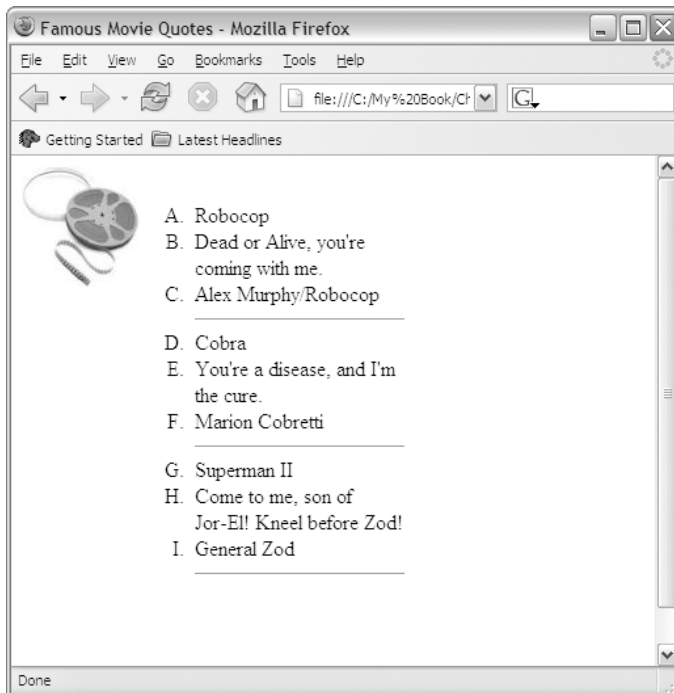 Famous Movie Quotes - Mozilla Firefox
File Edit View Go Bookmarks Tools Help
file:///C:/My%20Book/Ch G
Getting Started Latest Headlines
A. Robocop
B. Dead or Alive, you're
coming with me.
C. Alex Murphy/Robocop
D. Cobra
E. You're a disease, and I'm
the cure.
F. Marion Cobretti
G. Superman II
H. Come to me, son of
Jor-El! Kneel before Zod!
I. General Zod
Done